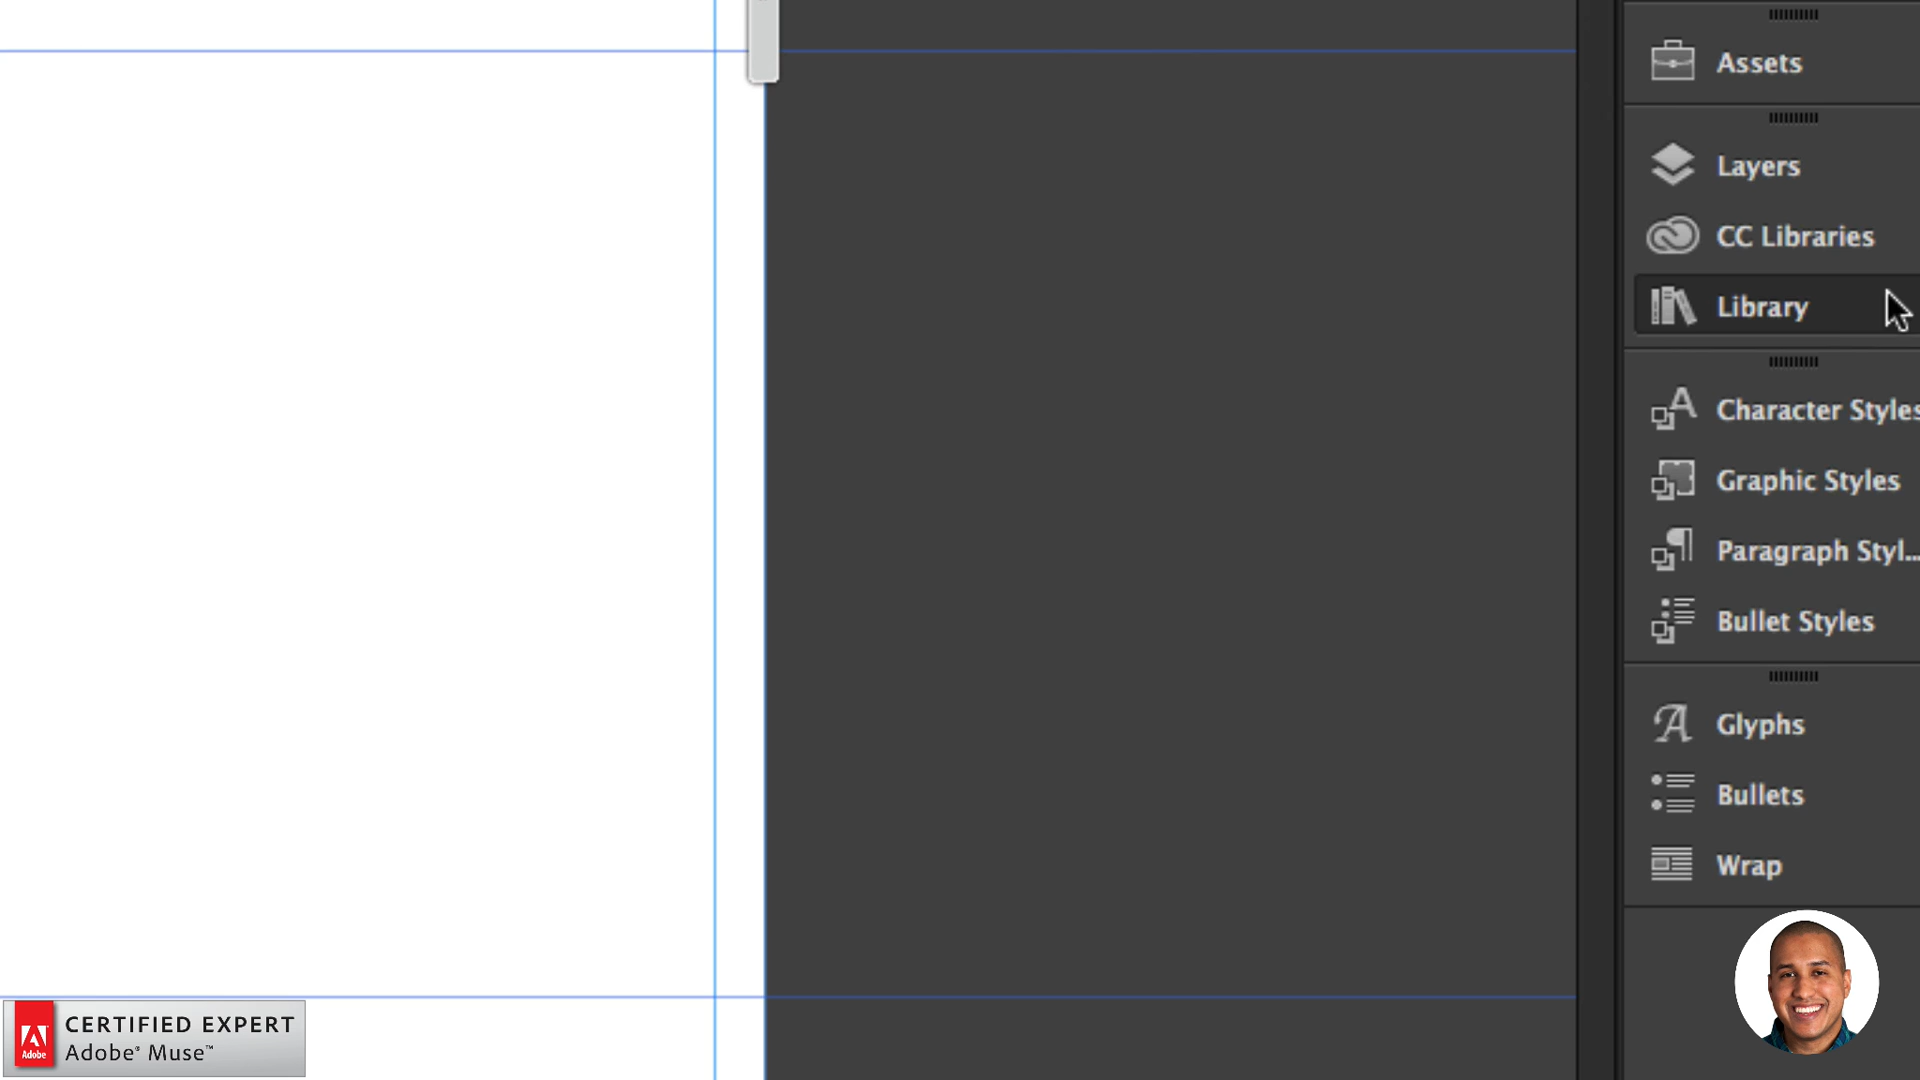 Assets
Layers
CC Libraries
Library
Character Styles
Graphic Styles
Paragraph Styl...
Bullet Styles
Glyphs
Bullets
Wrap
Adobe
CERTIFIED EXPERT
Adobe® Muse™